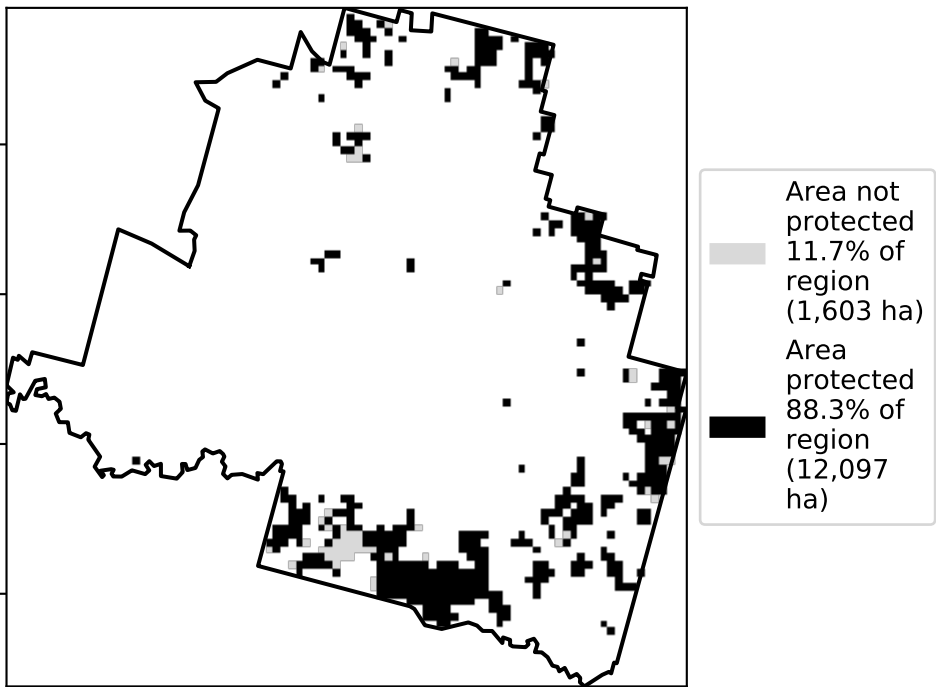 Area not
protected
11.7% of
region
(1,603 ha)
Area
protected
88.3% of
region
(12,097
ha)